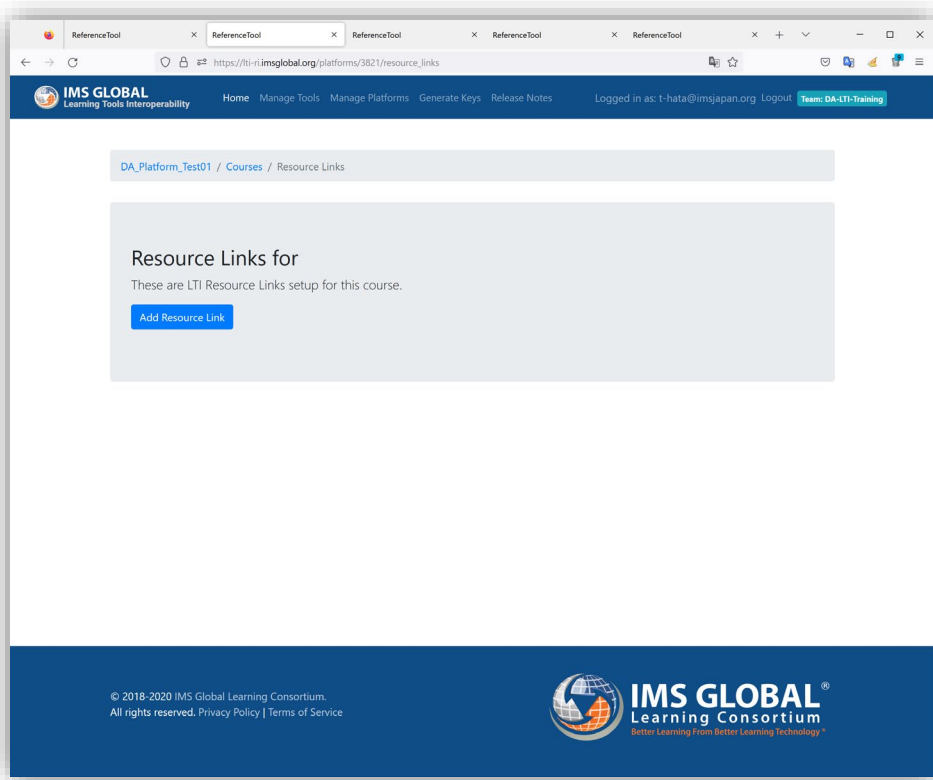 ReferenceTool ReferenceTool ReferenceTool ReferenceTool ReferenceTool
https://lti-ri.imsglobal.org/platforms/3821/resource_links
IMS GLOBAL
Learning Tools Interoperability
Home Manage Tools Manage Platforms Generate Keys Release Notes Logged in as: t-hata@imsjapan.org Logout Team: DA-LTI-Training
DA_Platform_Test01 / Courses / Resource Links
Resource Links for
These are LTI Resource Links setup for this course.
Add Resource Link
© 2018-2020 IMS Global Learning Consortium.
All rights reserved. Privacy Policy | Terms of Service
IMS GLOBAL®
Learning Consortium
Better Learning From Better Learning Technology®